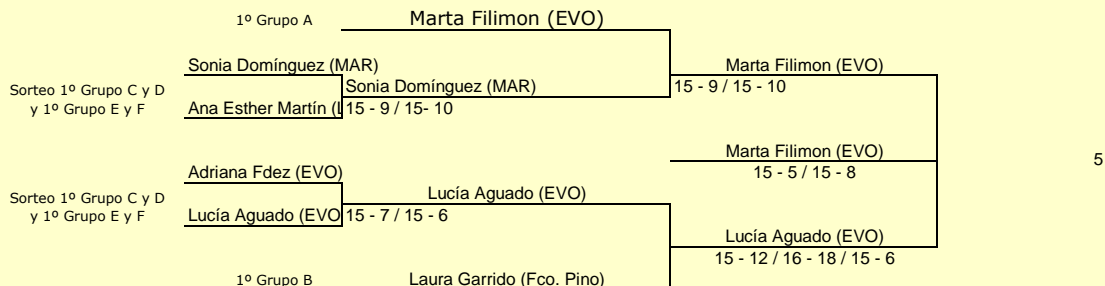 1º Grupo A Marta Filimon (EVO)
Sonia Domínguez (MAR) Marta Filimon (EVO)
Sorteo 1º Grupo C y D Sonia Domínguez (MAR) 15 - 9 / 15 - 10
y 1º Grupo E y F Ana Esther Martín (L 15 - 9 / 15- 10
Marta Filimon (EVO)
Adriana Fdez (EVO) 15 - 5 / 15 - 8 5
Sorteo 1º Grupo C y D Lucía Aguado (EVO)
y 1º Grupo E y F Lucía Aguado (EVO 15 - 7 / 15 - 6
Lucía Aguado (EVO)
15 - 12 / 16 - 18 / 15 - 6
1º Grupo B Laura Garrido (Fco. Pino)